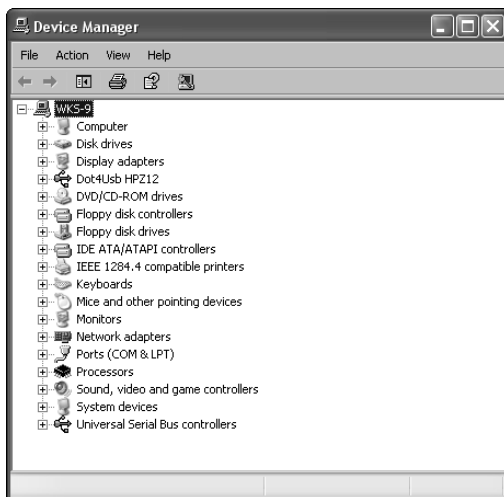 Device Manager
File Action View Help
WKS-9
Computer
Disk drives
Display adapters
Dot4Usb HPZ12
DVD/CD-ROM drives
Floppy disk controllers
Floppy disk drives
IDE ATA/ATAPI controllers
IEEE 1284.4 compatible printers
Keyboards
Mice and other pointing devices
Monitors
Network adapters
Ports (COM & LPT)
Processors
Sound, video and game controllers
System devices
Universal Serial Bus controllers